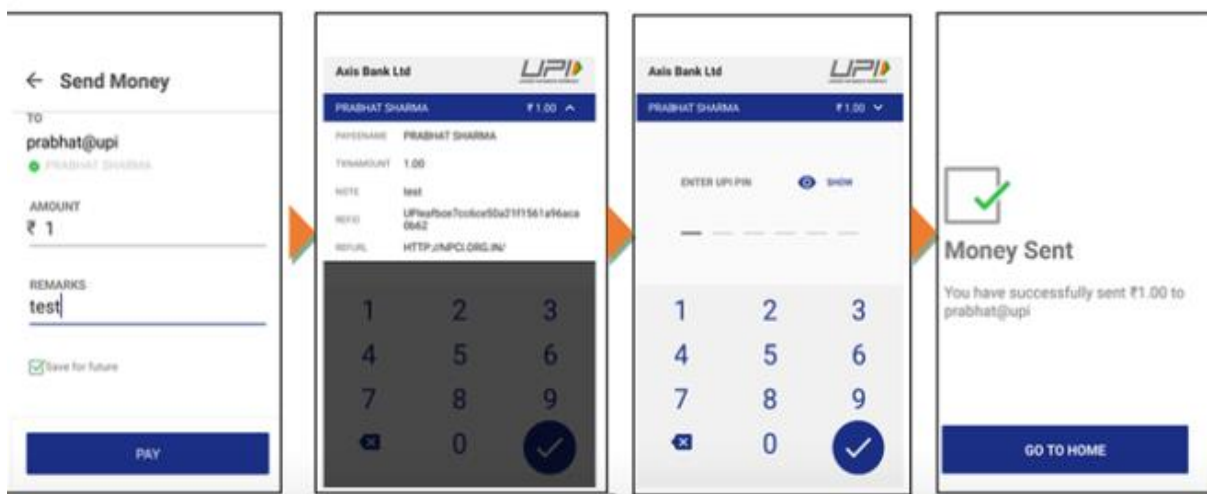 ← Send Money
TO
prabhat@upi
PRABHAT SHARMA
AMOUNT
₹ 1
REMARKS
test
Save for future
PAY
Axis Bank Ltd
UPI
PRABHAT SHARMA ₹1.00
PAYEENAME PRABHAT SHARMA
TXNAMOUNT 1.00
NOTE test
REFID
REFURL HTTP://NPCI.ORG.IN/
1 2 3
4 5 6
7 8 9
0
Axis Bank Ltd
UPI
PRABHAT SHARMA ₹1.00
ENTER UPI PIN SHOW
1 2 3
4 5 6
7 8 9
0
Money Sent
You have successfully sent ₹1.00 to
prabhat@upi
GO TO HOME